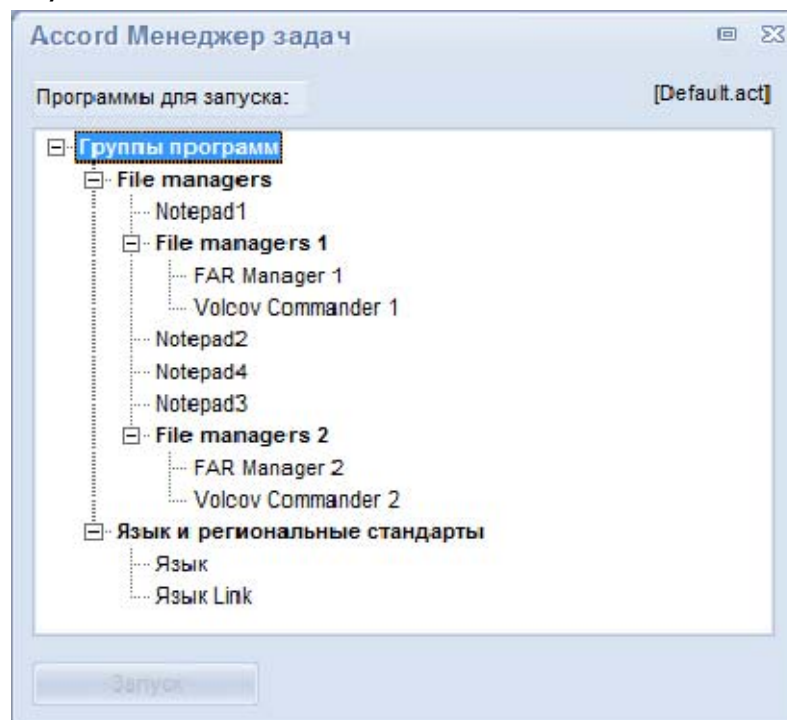 Accord Менеджер задач
Программы для запуска: [Default.act]
Группы программ
File managers
Notepad1
File managers 1
FAR Manager 1
Volcov Commander 1
Notepad2
Notepad4
Notepad3
File managers 2
FAR Manager 2
Volcov Commander 2
Язык и региональные стандарты
Язык
Язык Link
Запуск